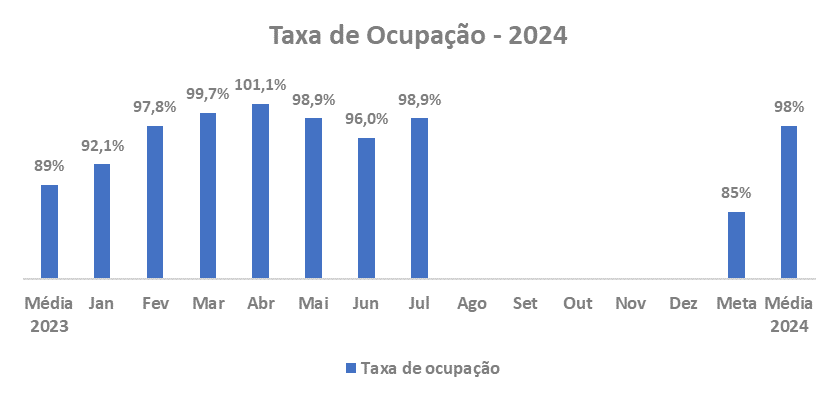 Taxa de Ocupação - 2024
89%
92,1%
97,8%
99,7%
101,1%
98,9%
96,0%
98,9%
85%
98%
Média 2023
Jan
Fev
Mar
Abr
Mai
Jun
Jul
Ago
Set
Out
Nov
Dez
Meta
Média 2024
Taxa de ocupação